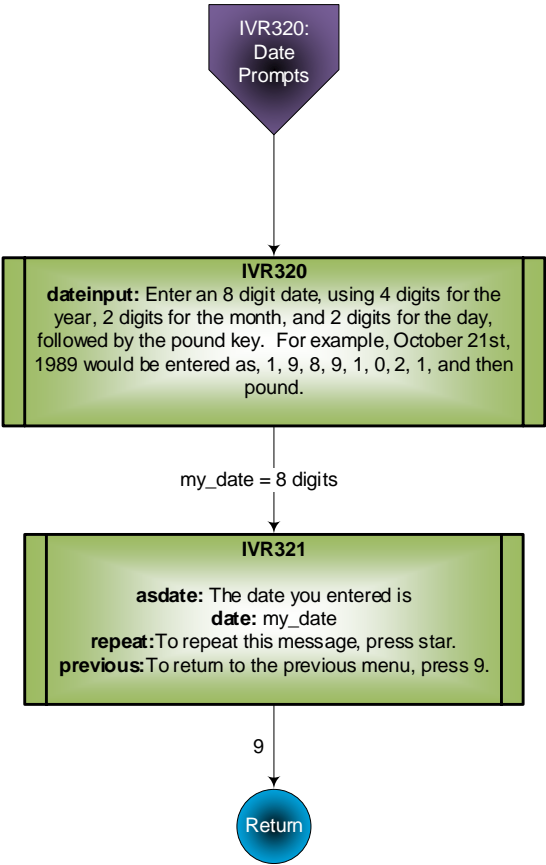 IVR320:
Date
Prompts
IVR320
dateinput: Enter an 8 digit date, using 4 digits for the
year, 2 digits for the month, and 2 digits for the day,
followed by the pound key.  For example, October 21st,
1989 would be entered as, 1, 9, 8, 9, 1, 0, 2, 1, and then
pound.
my_date = 8 digits
IVR321
asdate: The date you entered is
date: my_date
repeat:To repeat this message, press star.
previous:To return to the previous menu, press 9.
9
Return